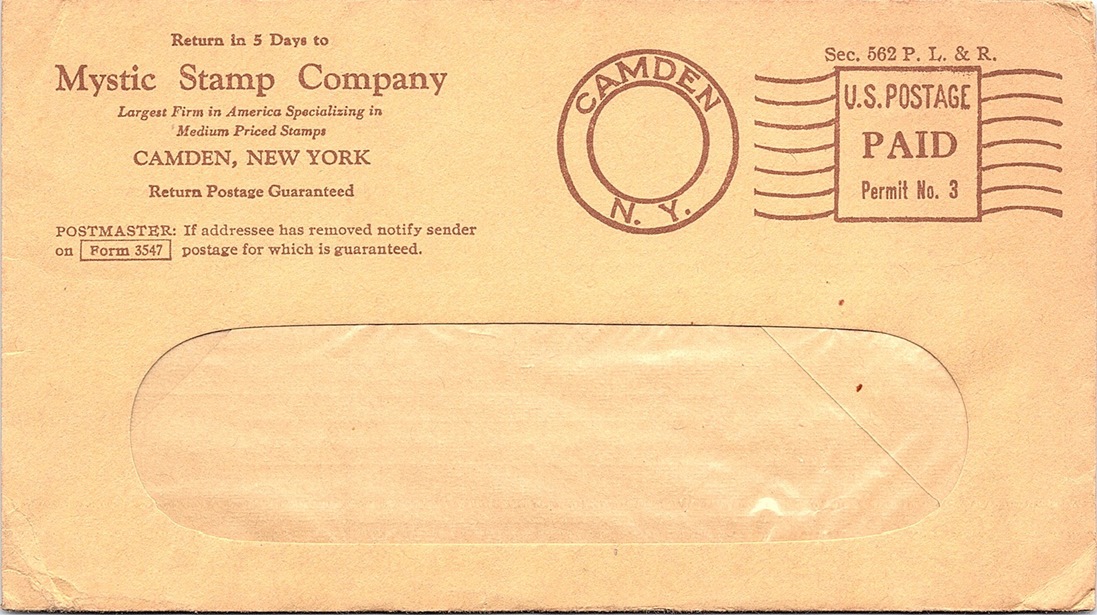 Return in 5 Days to
Mystic Stamp Company
Largest Firm in America Specializing in
Medium Priced Stamps
CAMDEN, NEW YORK
Return Postage Guaranteed
POSTMASTER: If addressee has removed notify sender
on Form 3547 postage for which is guaranteed.
CAMDEN
N. Y.
Sec. 562 P. L. & R.
U.S. POSTAGE
PAID
Permit No. 3